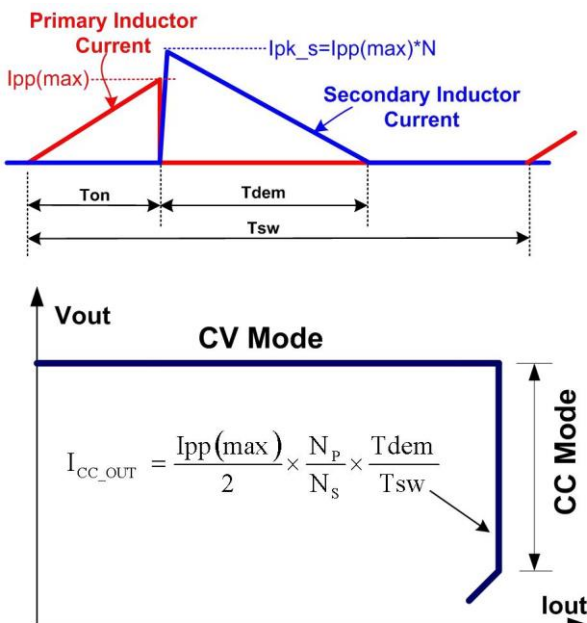 Primary Inductor
Current
Ipk_s=Ipp(max)*N
Ipp(max)
Secondary Inductor
Current
Ton
Tdem
Tsw
Vout
CV Mode
I_CC_OUT = Ipp(max)/2 × N_P/N_S × Tdem/Tsw
CC Mode
Iout